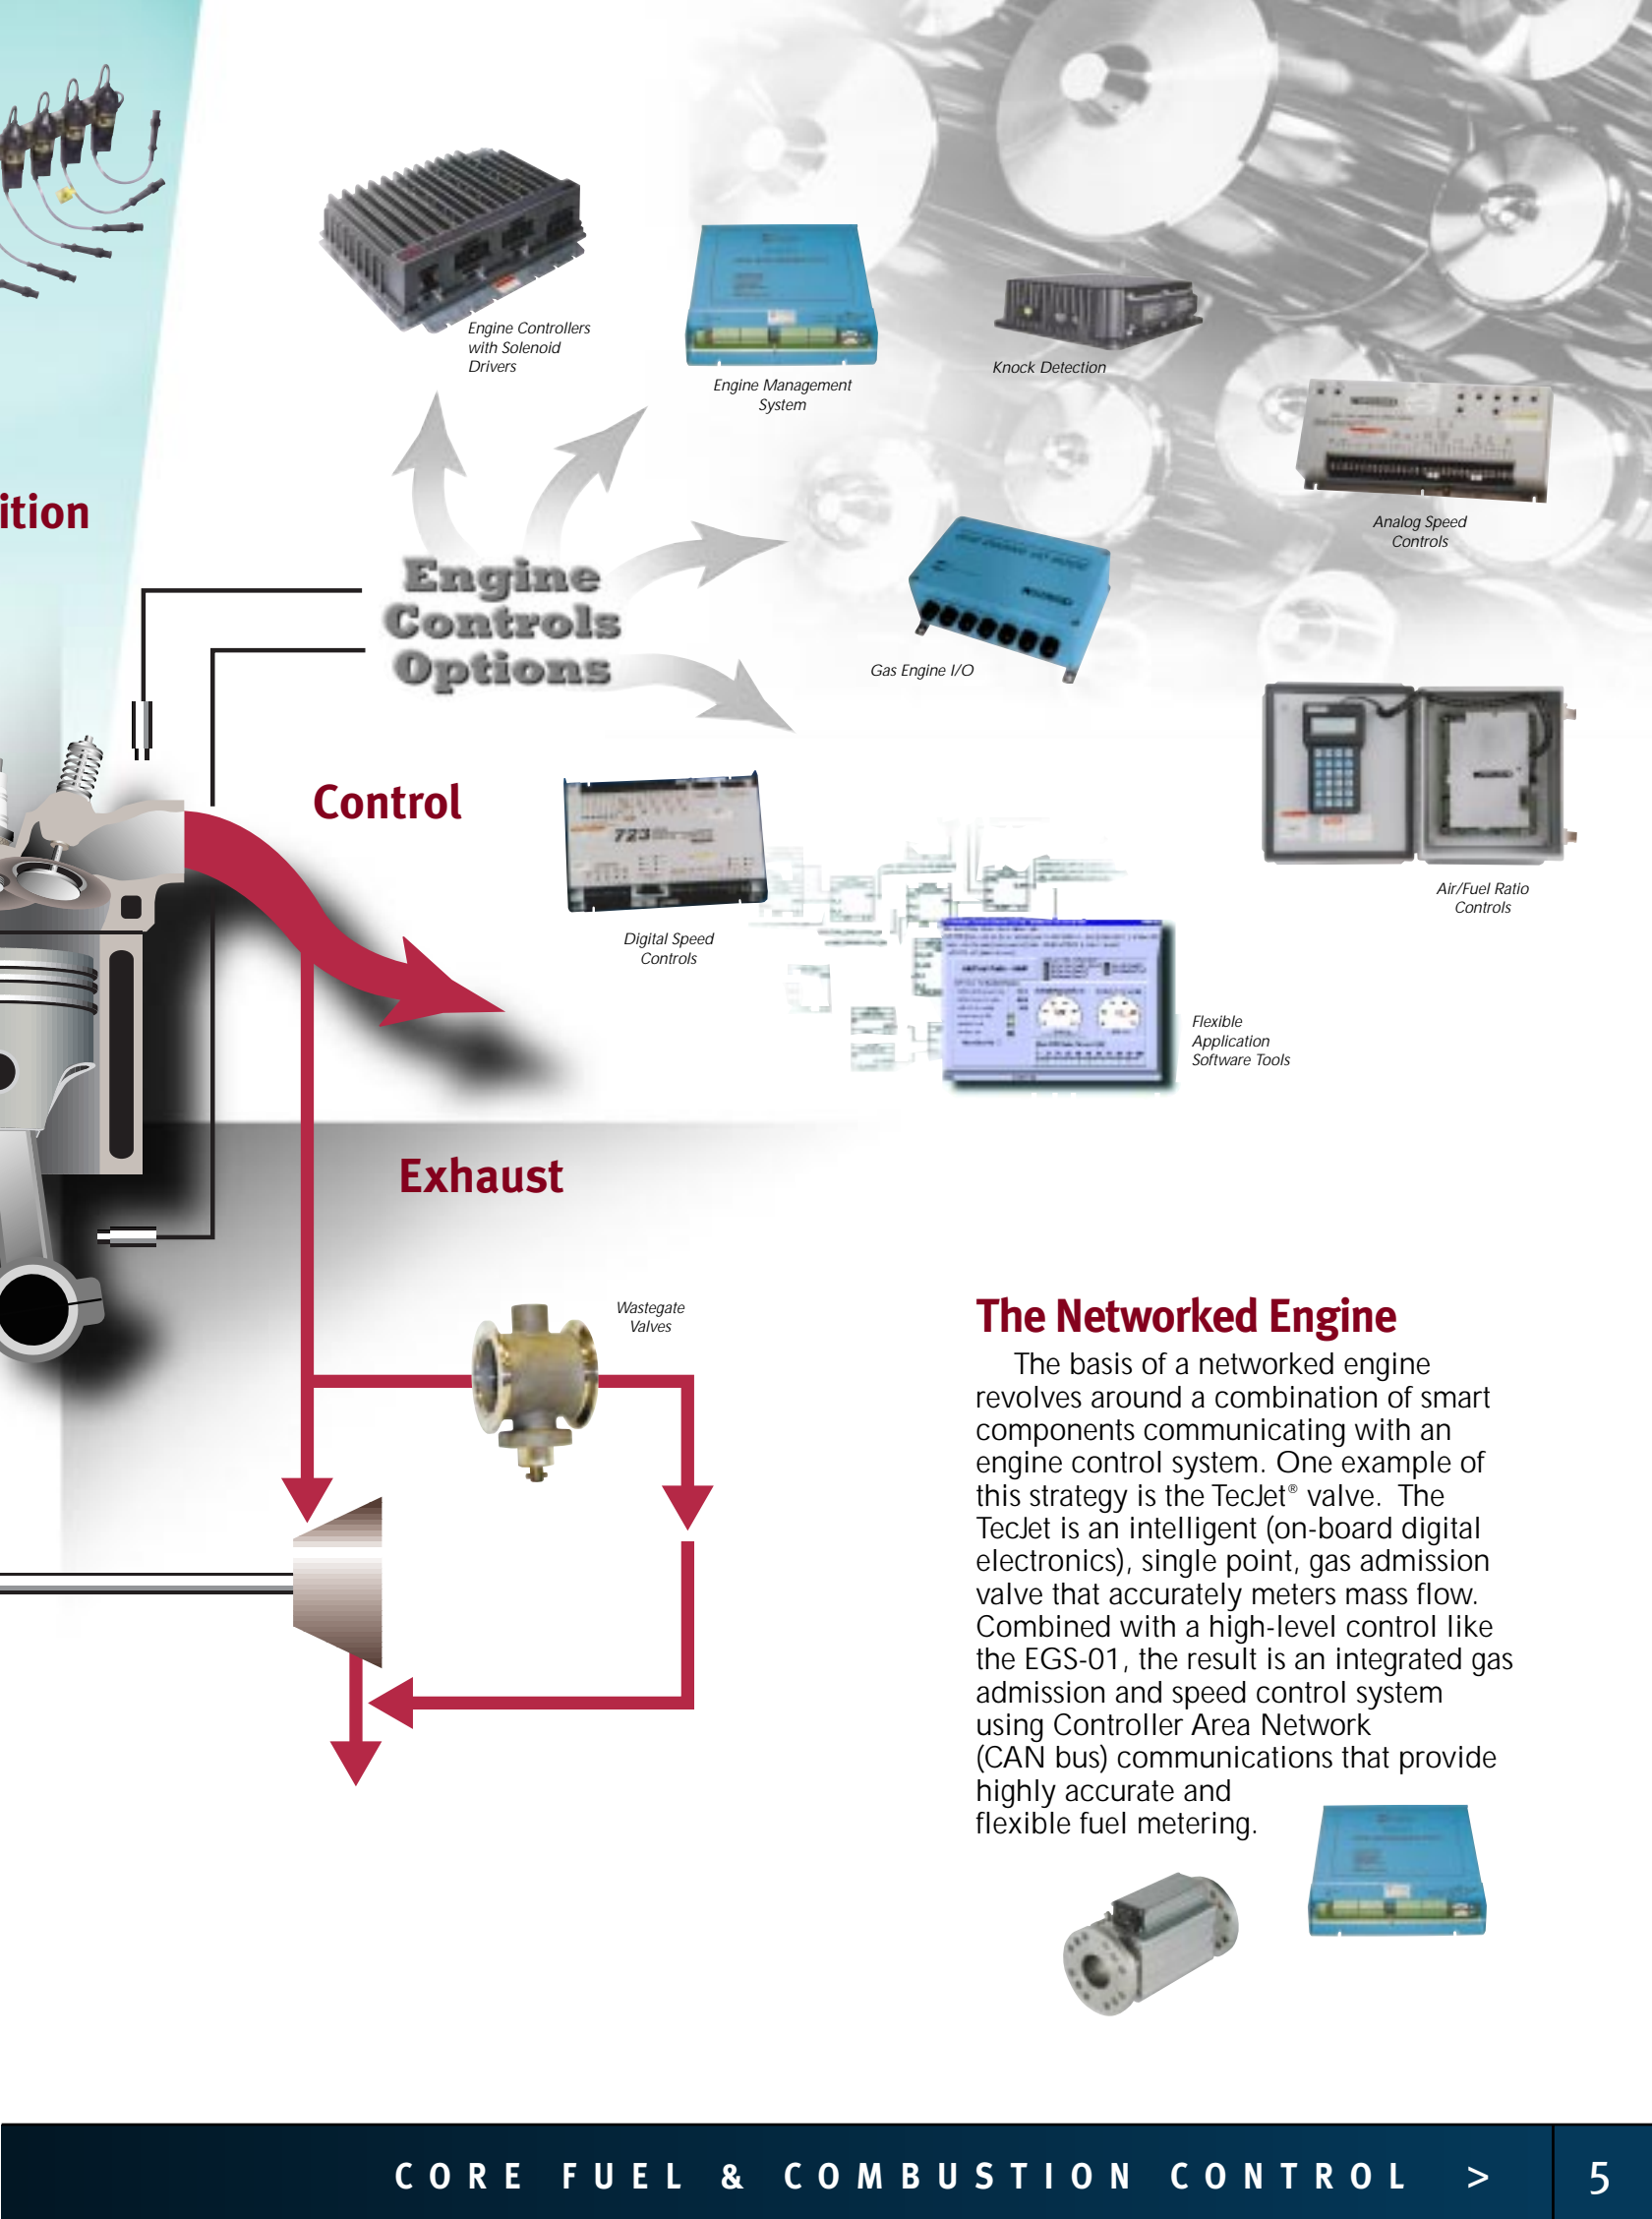 Engine Controllers
with Solenoid
Drivers
Engine Management
System
Knock Detection
Analog Speed
Controls
ition
Engine
Controls
Options
Gas Engine I/O
Control
723
Digital Speed
Controls
Air/Fuel Ratio
Controls
Flexible
Application
Software Tools
Exhaust
Wastegate
Valves
The Networked Engine
The basis of a networked engine
revolves around a combination of smart
components communicating with an
engine control system. One example of
this strategy is the TecJet® valve. The
TecJet is an intelligent (on-board digital
electronics), single point, gas admission
valve that accurately meters mass flow.
Combined with a high-level control like
the EGS-01, the result is an integrated gas
admission and speed control system
using Controller Area Network
(CAN bus) communications that provide
highly accurate and
flexible fuel metering.
CORE FUEL & COMBUSTION CONTROL > 5